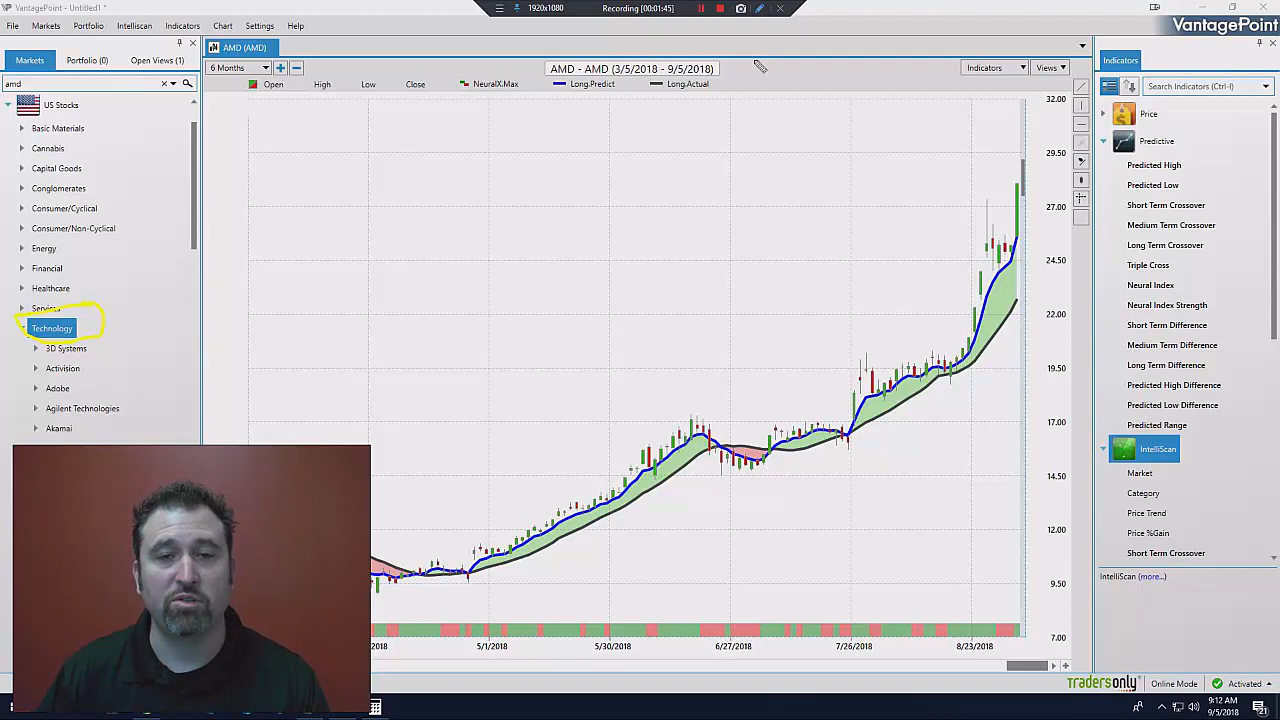 VantagePoint - Untitled1 *
1920x1080
Recording [00:01:45]
File Markets Portfolio Intelliscan Indicators Chart Settings Help
VantagePoint
Markets Portfolio (0) Open Views (1)
amd
US Stocks
Basic Materials
Cannabis
Capital Goods
Conglomerates
Consumer/Cyclical
Consumer/Non-Cyclical
Energy
Financial
Healthcare
Services
Technology
3D Systems
Activision
Adobe
Agilent Technologies
Akamai
AMD (AMD)
6 Months
AMD - AMD (3/5/2018 - 9/5/2018)
Indicators
Views
Open High Low Close NeuralX.Max Long.Predict Long.Actual
32.00
29.50
27.00
24.50
22.00
19.50
17.00
14.50
12.00
9.50
7.00
5/1/2018 5/30/2018 6/27/2018 7/26/2018 8/23/2018
Indicators
Search Indicators (Ctrl-I)
Price
Predictive
Predicted High
Predicted Low
Short Term Crossover
Medium Term Crossover
Long Term Crossover
Triple Cross
Neural Index
Neural Index Strength
Short Term Difference
Medium Term Difference
Long Term Difference
Predicted High Difference
Predicted Low Difference
Predicted Range
IntelliScan
Market
Category
Price Trend
Price %Gain
Short Term Crossover
IntelliScan (more...)
tradersonly Online Mode Activated
9:12 AM
9/5/2018